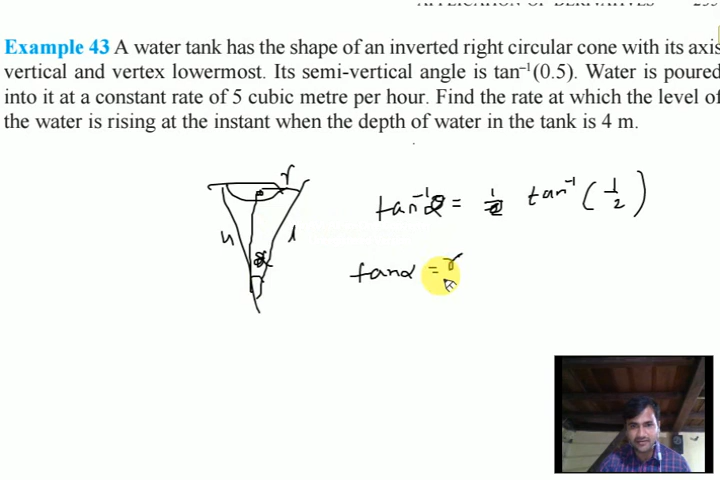 Example 43 A water tank has the shape of an inverted right circular cone with its axis
vertical and vertex lowermost. Its semi-vertical angle is tan⁻¹(0.5). Water is poured
into it at a constant rate of 5 cubic metre per hour. Find the rate at which the level of
the water is rising at the instant when the depth of water in the tank is 4 m.
r
tan⁻¹ = tan⁻¹(1/2)
h l
tanα = r